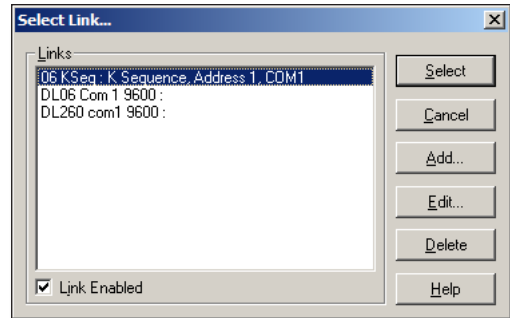 Select Link...
Links
06 KSeq : K Sequence, Address 1, COM1
DL06 Com 1 9600 :
DL260 com1 9600 :
Link Enabled
Select
Cancel
Add...
Edit...
Delete
Help